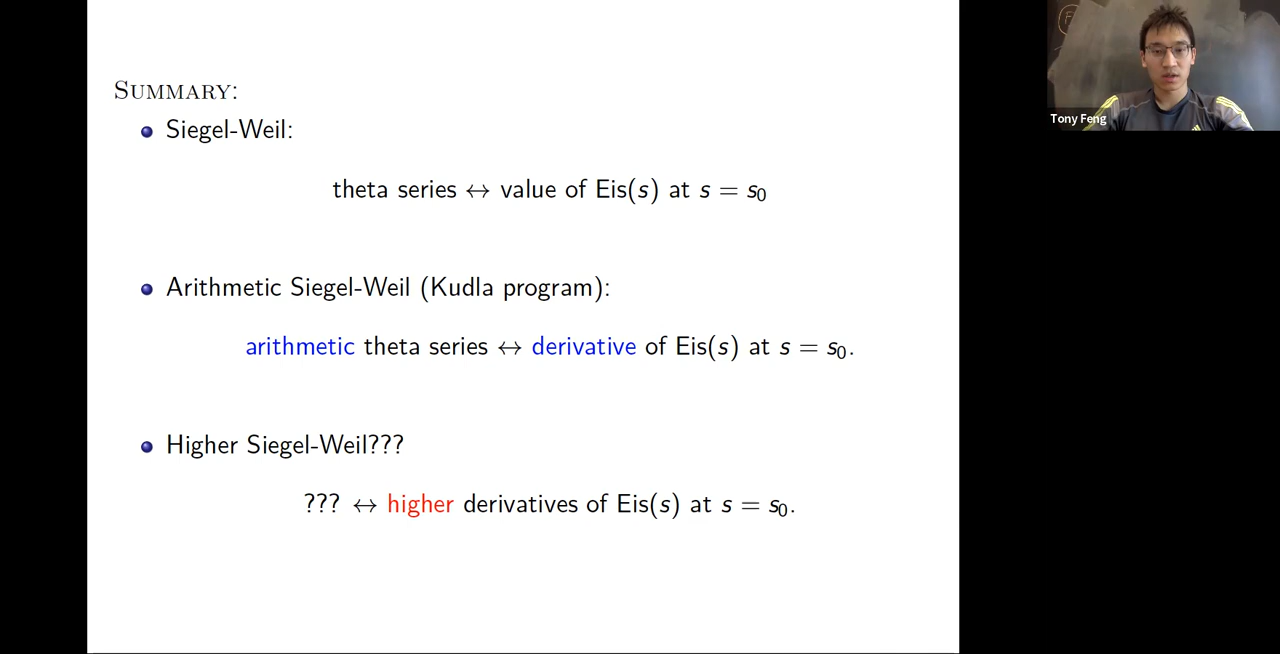 SUMMARY:
Siegel-Weil:
theta series ↔ value of Eis(s) at s = s₀
Arithmetic Siegel-Weil (Kudla program):
arithmetic theta series ↔ derivative of Eis(s) at s = s₀.
Higher Siegel-Weil???
??? ↔ higher derivatives of Eis(s) at s = s₀.
Tony Feng